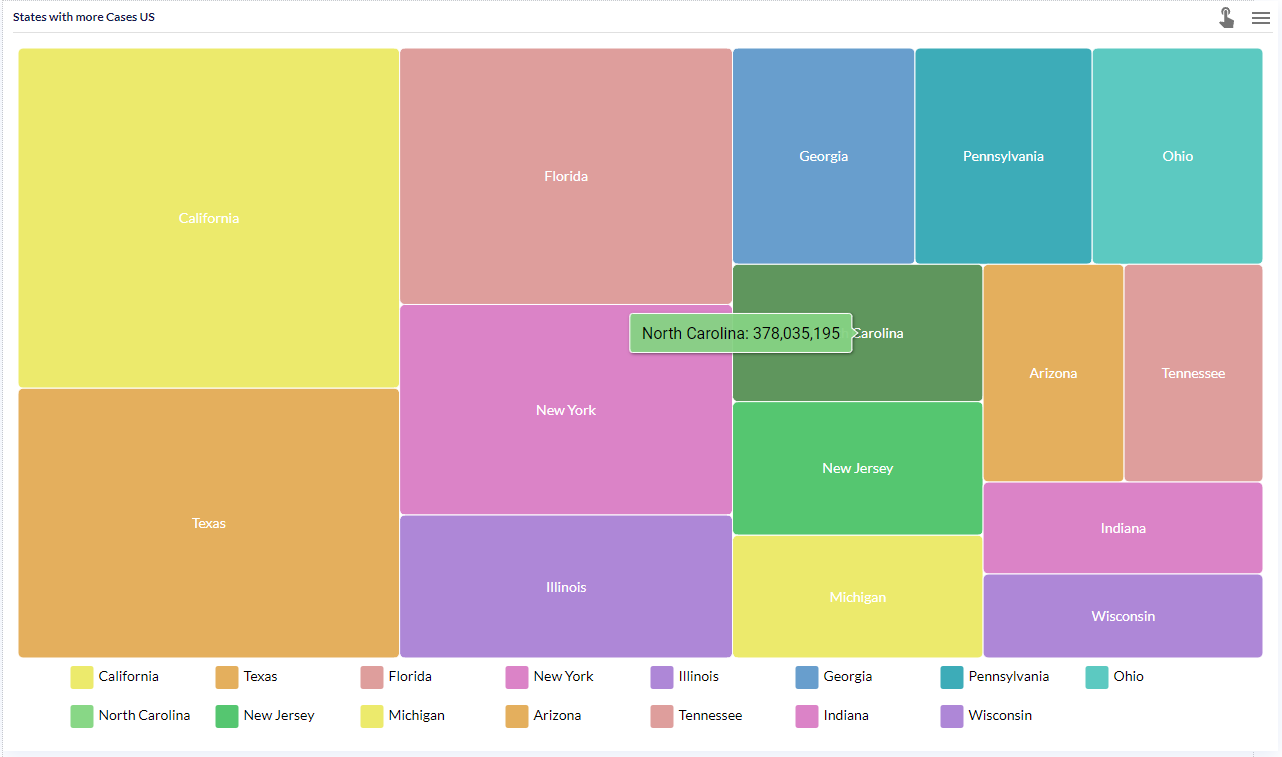 States with more Cases US
California
Florida
Georgia
Pennsylvania
Ohio
North Carolina: 378,035,195
Carolina
Arizona
Tennessee
New York
New Jersey
Texas
Indiana
Illinois
Michigan
Wisconsin
California Texas Florida New York Illinois Georgia Pennsylvania Ohio
North Carolina New Jersey Michigan Arizona Tennessee Indiana Wisconsin